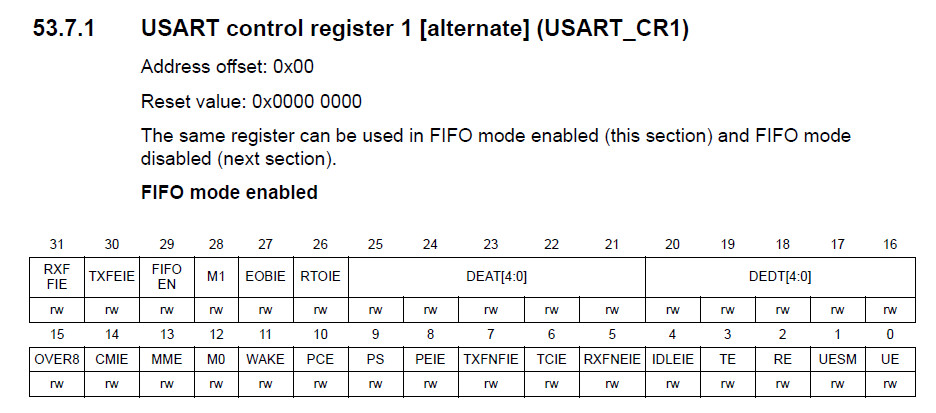 53.7.1 USART control register 1 [alternate] (USART_CR1)
Address offset: 0x00
Reset value: 0x0000 0000
The same register can be used in FIFO mode enabled (this section) and FIFO mode
disabled (next section).
FIFO mode enabled
31 30 29 28 27 26 25 24 23 22 21 20 19 18 17 16
RXF
FIE TXFEIE FIFO
EN M1 EOBIE RTOIE DEAT[4:0] DEDT[4:0]
rw rw rw rw rw rw rw rw rw rw rw rw rw rw rw rw
15 14 13 12 11 10 9 8 7 6 5 4 3 2 1 0
OVER8 CMIE MME M0 WAKE PCE PS PEIE TXFNFIE TCIE RXFNEIE IDLEIE TE RE UESM UE
rw rw rw rw rw rw rw rw rw rw rw rw rw rw rw rw